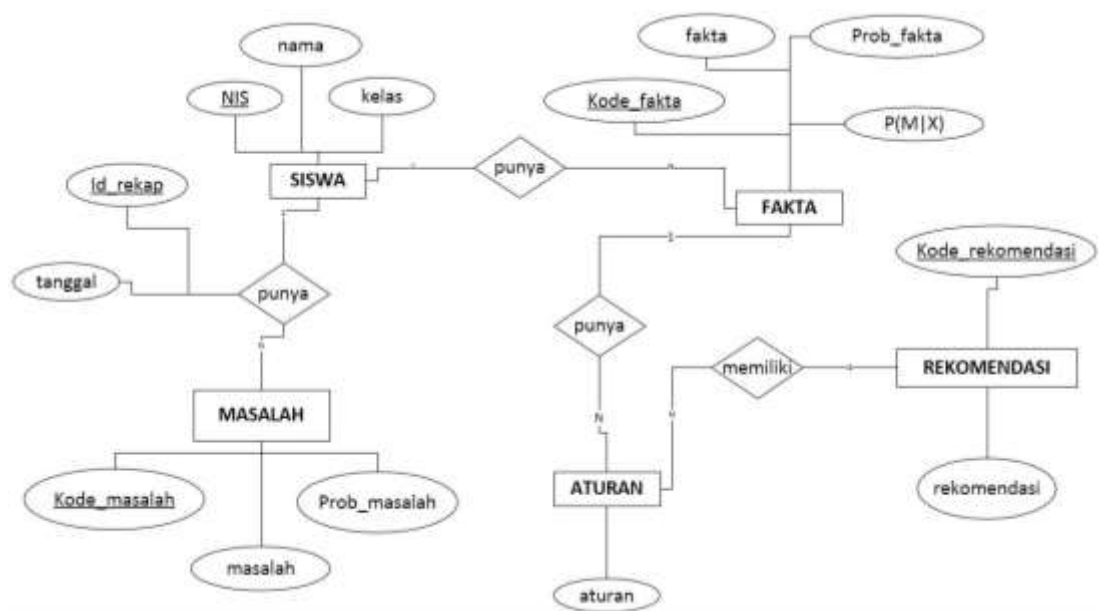 nama
NIS
kelas
SISWA
punya
fakta
Prob_fakta
Kode_fakta
P(M|X)
FAKTA
Id_rekap
tanggal
punya
MASALAH
Kode_masalah
Prob_masalah
masalah
punya
N
ATURAN
aturan
memiliki
Kode_rekomendasi
REKOMENDASI
rekomendasi